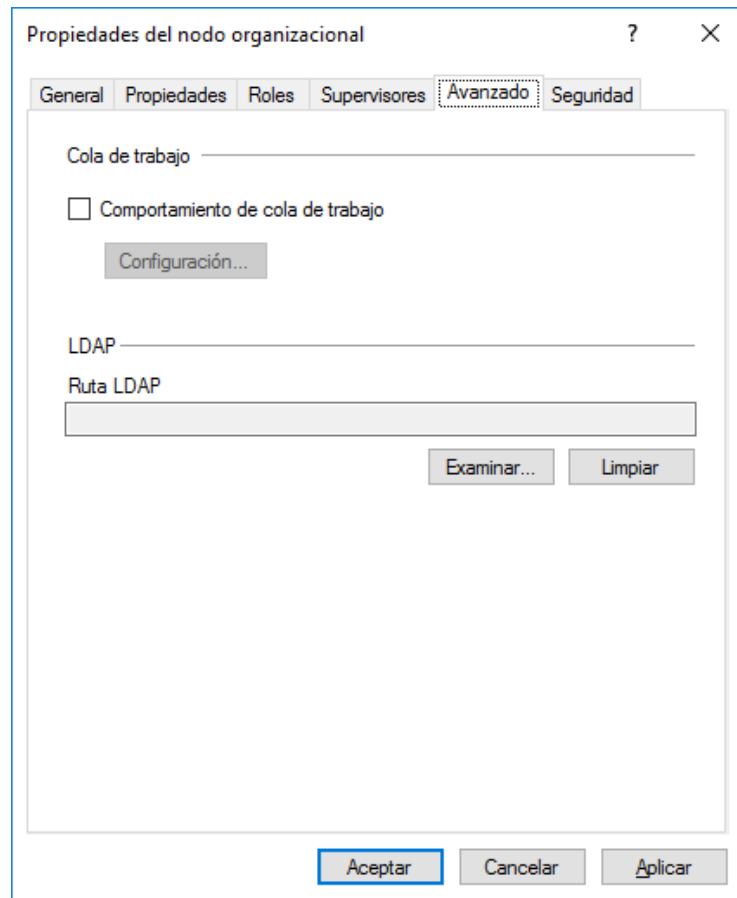 Propiedades del nodo organizacional ?
General Propiedades Roles Supervisores Avanzado Seguridad
Cola de trabajo
Comportamiento de cola de trabajo
Configuración...
LDAP
Ruta LDAP
Examinar... Limpiar
Aceptar Cancelar Aplicar